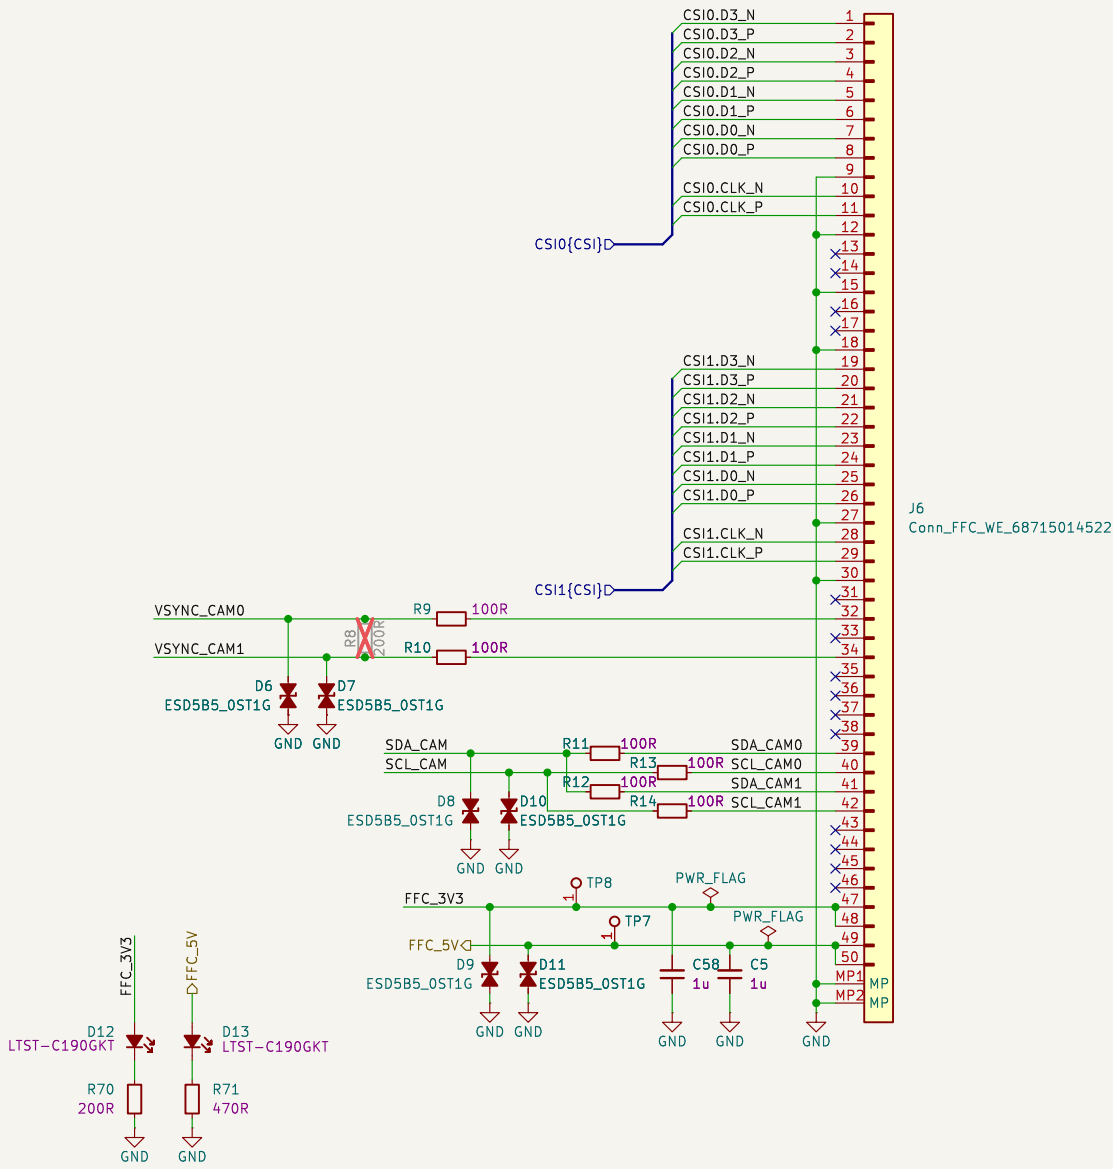 CSI0.D3_N 1
CSI0.D3_P 2
CSI0.D2_N 3
CSI0.D2_P 4
CSI0.D1_N 5
CSI0.D1_P 6
CSI0.D0_N 7
CSI0.D0_P 8
9
CSI0.CLK_N 10
CSI0.CLK_P 11
12
CSI0{CSI} 13
14
15
16
17
18
CSI1.D3_N 19
CSI1.D3_P 20
CSI1.D2_N 21
CSI1.D2_P 22
CSI1.D1_N 23
CSI1.D1_P 24
CSI1.D0_N 25
CSI1.D0_P 26
J6
27
Conn_FFC_WE_68715014522
CSI1.CLK_N 28
CSI1.CLK_P 29
30
CSI1{CSI} 31
VSYNC_CAM0 R9 100R 32
R8 200R 33
VSYNC_CAM1 R10 100R 34
35
D6 D7 36
ESD5B5_0ST1G ESD5B5_0ST1G 37
GND GND 38
SDA_CAM R11 100R SDA_CAM0 39
SCL_CAM R13 100R SCL_CAM0 40
R12 100R SDA_CAM1 41
D8 D10 R14 100R SCL_CAM1 42
ESD5B5_0ST1G ESD5B5_0ST1G 43
44
GND GND 45
46
TP8 PWR_FLAG
FFC_3V3 1 47
TP7 PWR_FLAG 48
FFC_5V 1 49
D9 D11 C58 C5 50
ESD5B5_0ST1G ESD5B5_0ST1G 1u 1u MP1 MP
MP2 MP
GND GND GND GND GND
FFC_3V3 FFC_5V
D12 D13
LTST-C190GKT LTST-C190GKT
R70 R71
200R 470R
GND GND